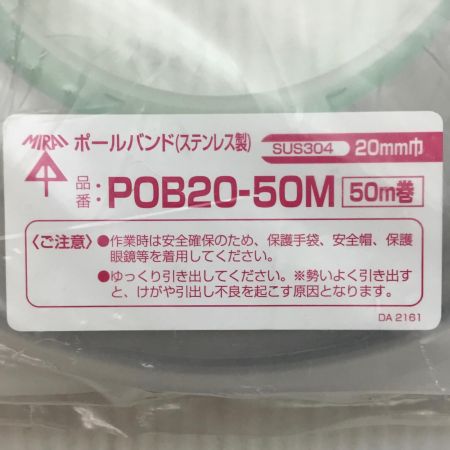 MIRAI ポールバンド(ステンレス製) SUS304 20mm巾
品番: POB20-50M 50m巻
〈ご注意〉●作業時は安全確保のため、保護手袋、安全帽、保護
眼鏡等を着用してください。
●ゆっくり引き出してください。※勢いよく引き出す
と、けがや引出し不良を起こす原因となります。
DA 2161